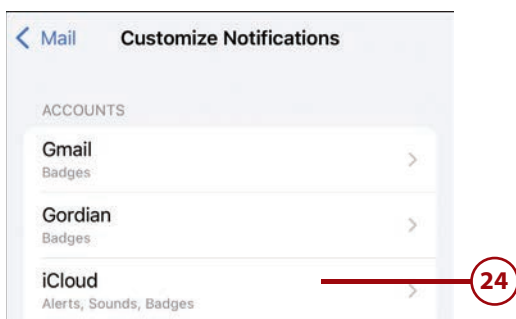 Mail Customize Notifications
ACCOUNTS
Gmail
Badges
Gordian
Badges
iCloud
24
Alerts, Sounds, Badges